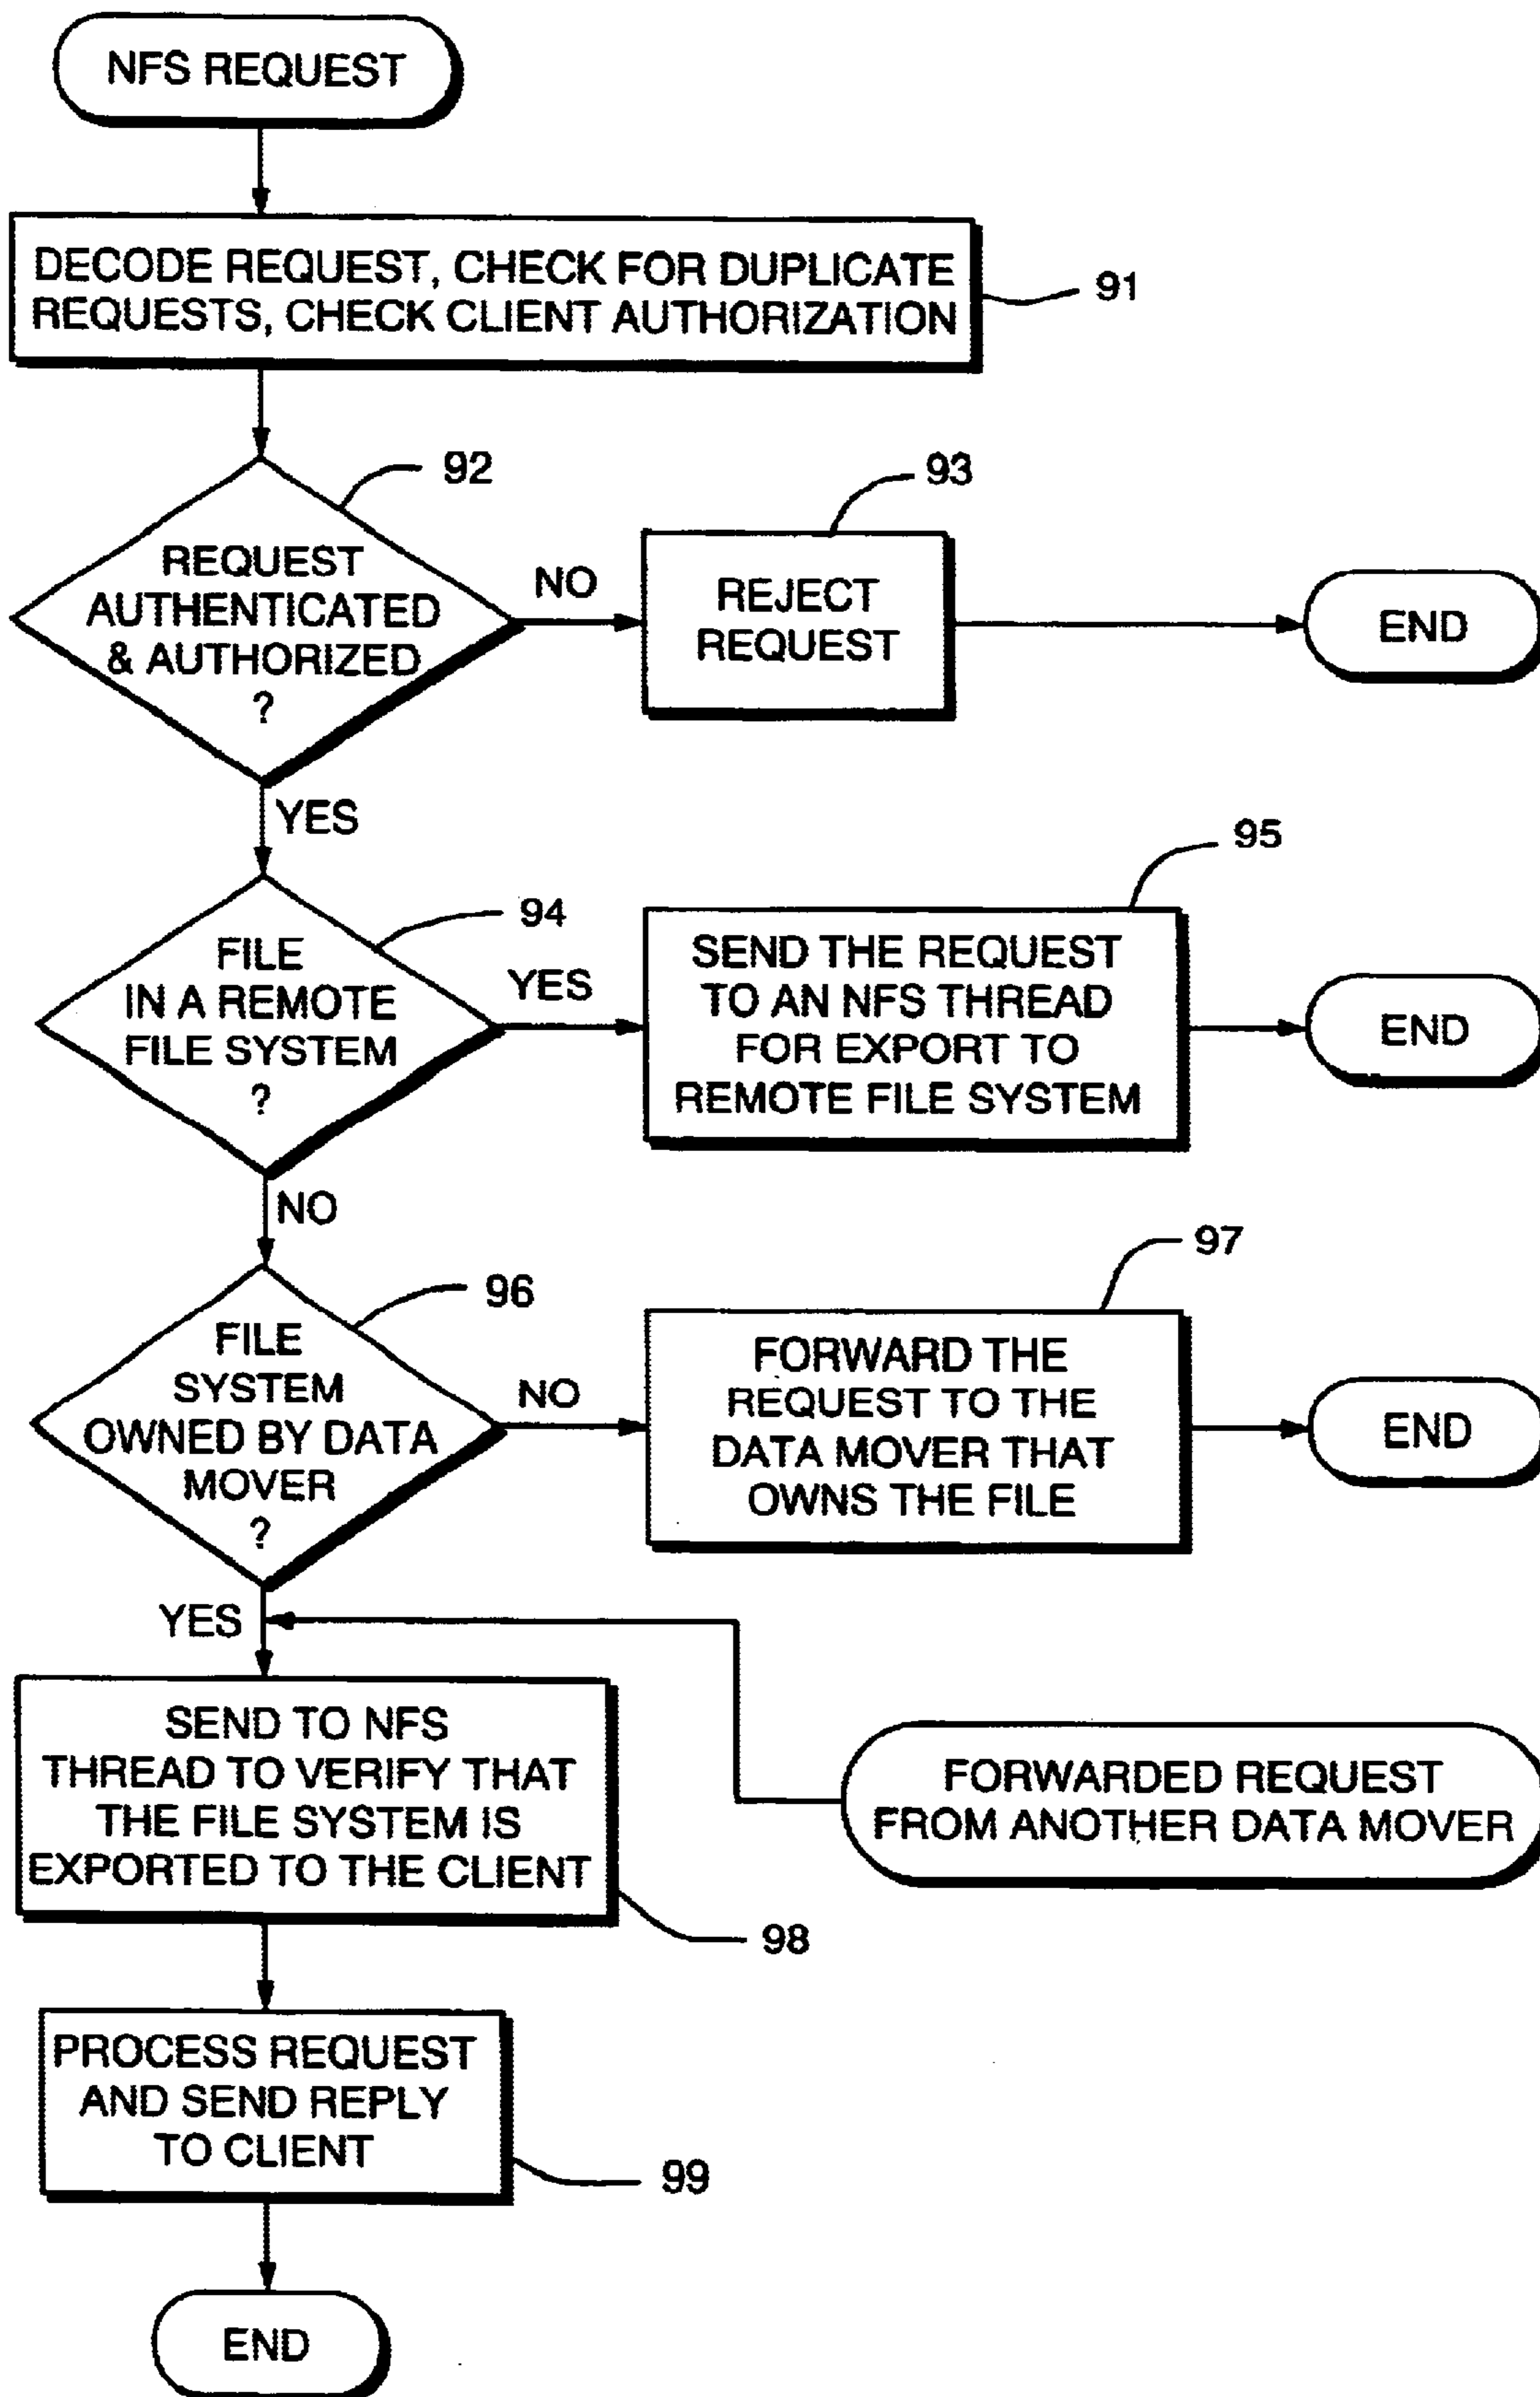 NFS REQUEST
DECODE REQUEST, CHECK FOR DUPLICATE
REQUESTS, CHECK CLIENT AUTHORIZATION
91
92
REQUEST
AUTHENTICATED
& AUTHORIZED
?
NO
93
REJECT
REQUEST
END
YES
94
FILE
IN A REMOTE
FILE SYSTEM
?
YES
95
SEND THE REQUEST
TO AN NFS THREAD
FOR EXPORT TO
REMOTE FILE SYSTEM
END
NO
96
FILE
SYSTEM
OWNED BY DATA
MOVER
?
NO
97
FORWARD THE
REQUEST TO THE
DATA MOVER THAT
OWNS THE FILE
END
YES
SEND TO NFS
THREAD TO VERIFY THAT
THE FILE SYSTEM IS
EXPORTED TO THE CLIENT
98
FORWARDED REQUEST
FROM ANOTHER DATA MOVER
PROCESS REQUEST
AND SEND REPLY
TO CLIENT
99
END